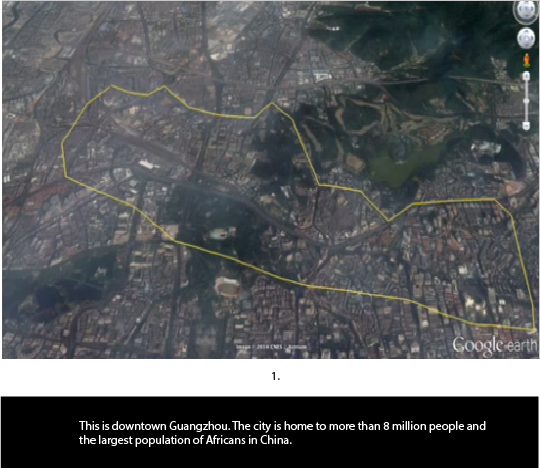 Google earth
1.
This is downtown Guangzhou. The city is home to more than 8 million people and
the largest population of Africans in China.